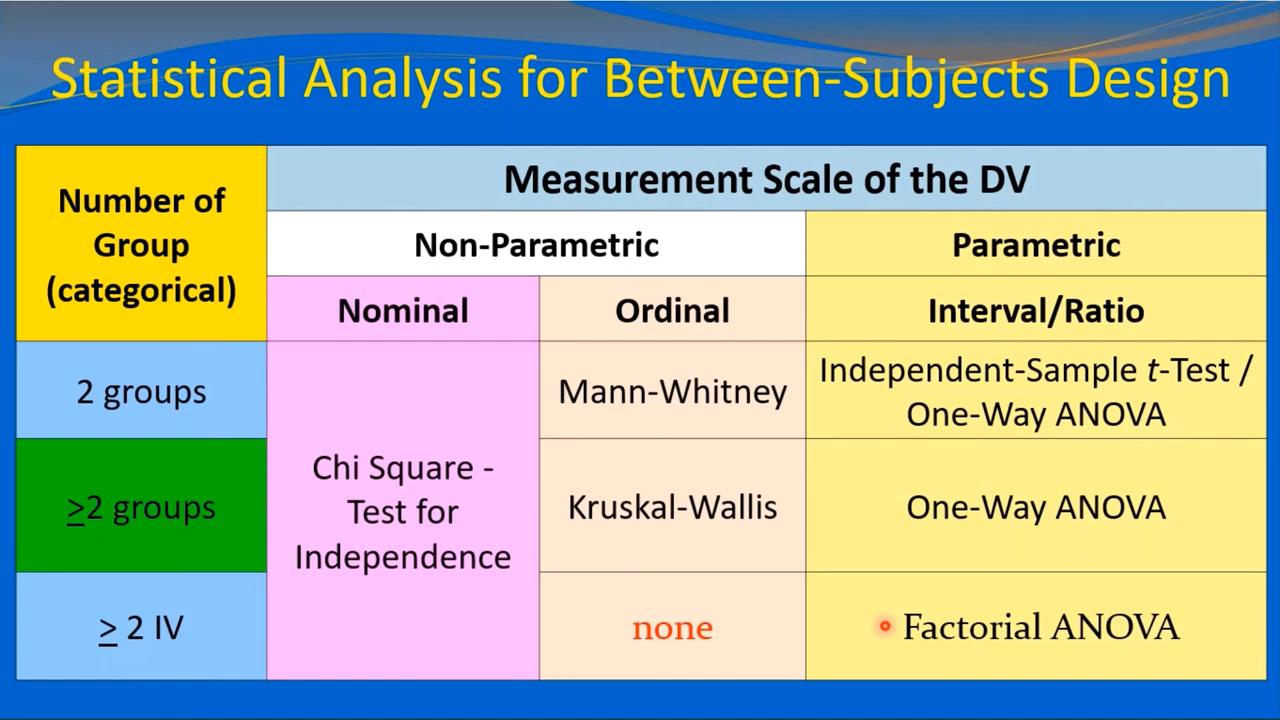 Statistical Analysis for Between-Subjects Design
Number of
Group
(categorical)
Measurement Scale of the DV
Non-Parametric
Parametric
Nominal
Ordinal
Interval/Ratio
2 groups
Mann-Whitney
Independent-Sample t-Test /
One-Way ANOVA
Chi Square -
Test for
Independence
≥2 groups
Kruskal-Wallis
One-Way ANOVA
≥ 2 IV
none
Factorial ANOVA